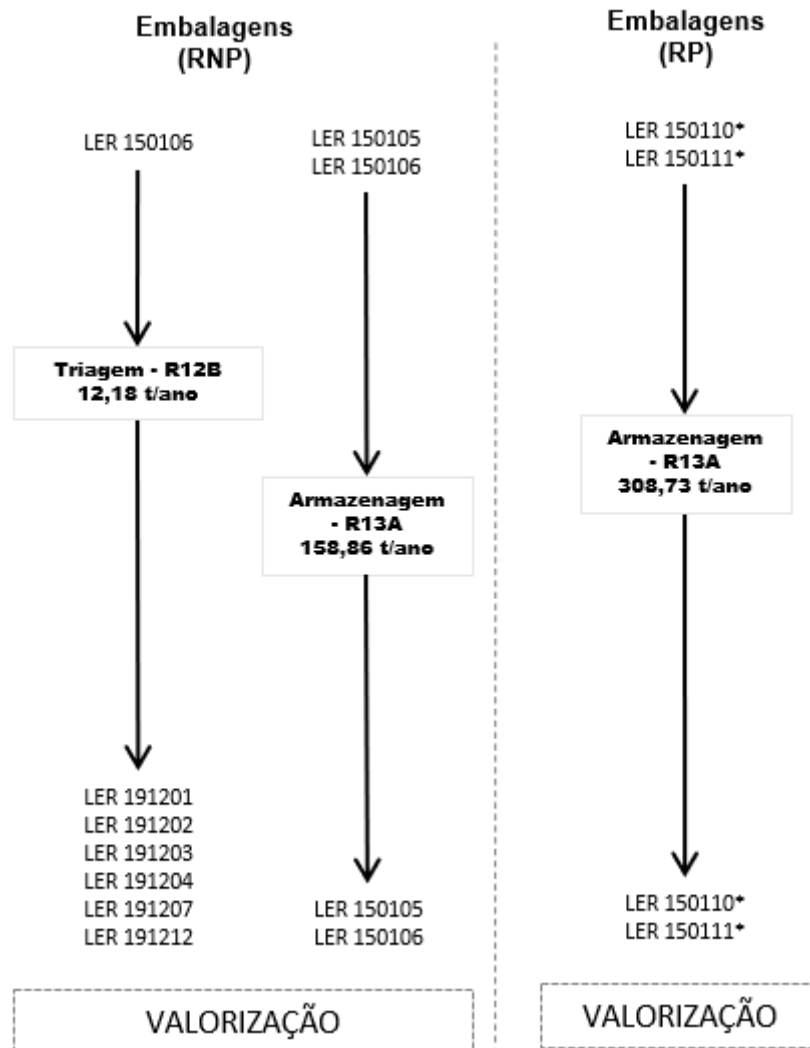 Embalagens
(RNP)
LER 150106
Triagem - R12B
12,18 t/ano
LER 191201
LER 191202
LER 191203
LER 191204
LER 191207
LER 191212
LER 150105
LER 150106
Armazenagem
- R13A
158,86 t/ano
LER 150105
LER 150106
VALORIZAÇÃO
Embalagens
(RP)
LER 150110*
LER 150111*
Armazenagem
- R13A
308,73 t/ano
LER 150110*
LER 150111*
VALORIZAÇÃO